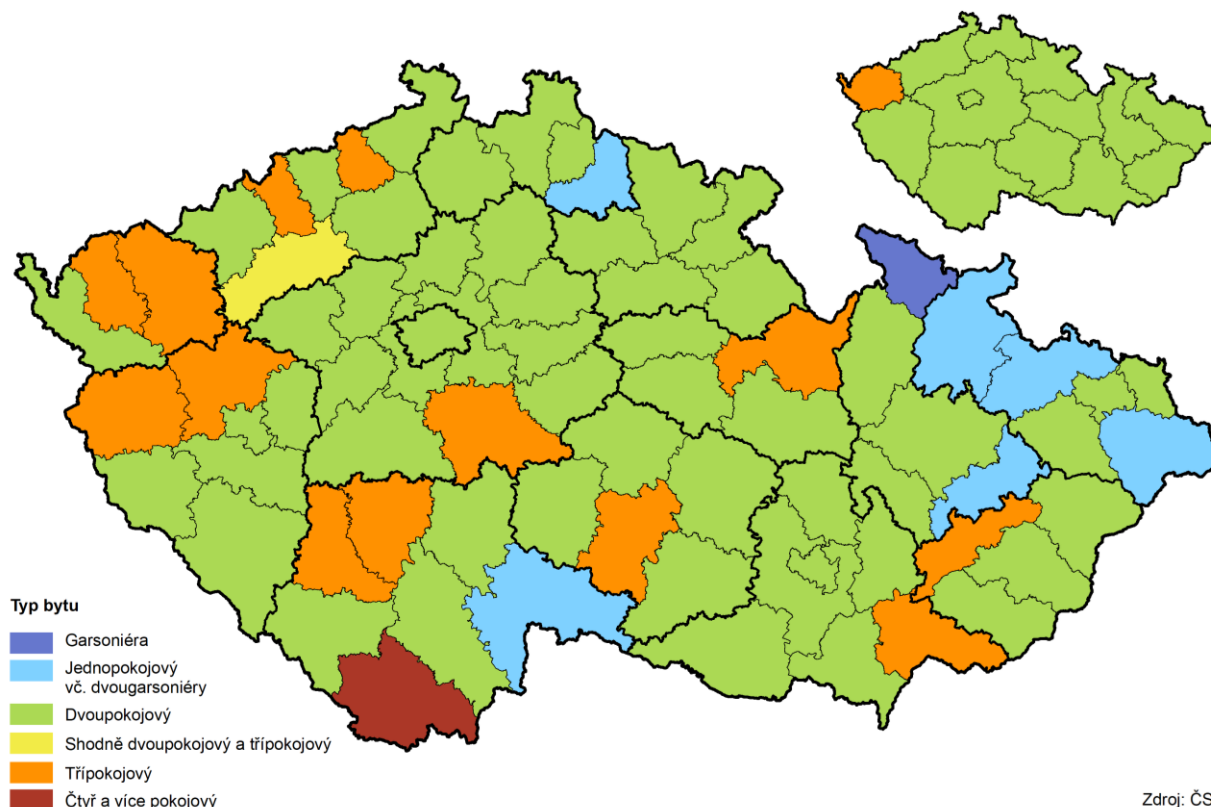 Typ bytu
Garsoniéra
Jednopokojový
vč. dvougarsoniéry
Dvoupokojový
Shodně dvoupokojový a třípokojový
Třípokojový
Čtyř a více pokojový
Zdroj: ČS